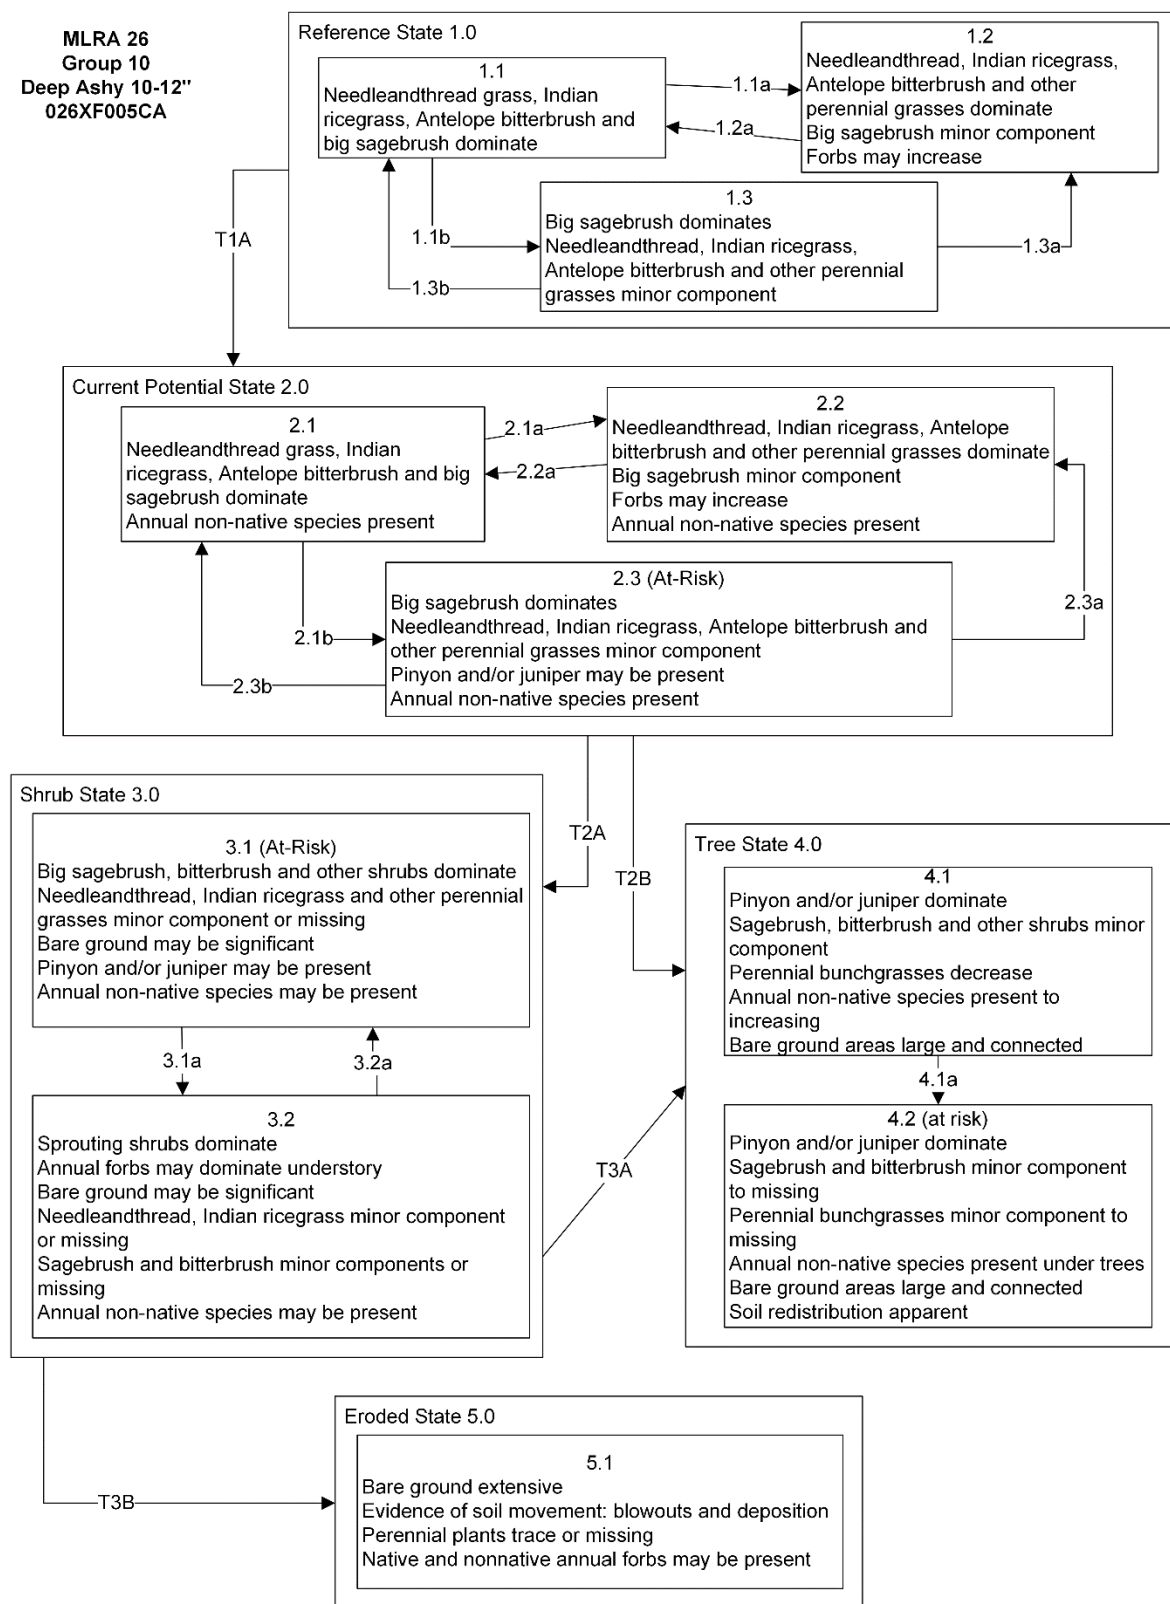 MLRA 26
Group 10
Deep Ashy 10-12"
026XF005CA
Reference State 1.0
1.1
Needleandthread grass, Indian
ricegrass, Antelope bitterbrush and
big sagebrush dominate
1.1a
1.2a
1.2
Needleandthread, Indian ricegrass,
Antelope bitterbrush and other
perennial grasses dominate
Big sagebrush minor component
Forbs may increase
1.3
Big sagebrush dominates
Needleandthread, Indian ricegrass,
Antelope bitterbrush and other perennial
grasses minor component
1.1b
1.3b
1.3a
T1A
Current Potential State 2.0
2.1
Needleandthread grass, Indian
ricegrass, Antelope bitterbrush and big
sagebrush dominate
Annual non-native species present
2.1a
2.2a
2.2
Needleandthread, Indian ricegrass, Antelope
bitterbrush and other perennial grasses dominate
Big sagebrush minor component
Forbs may increase
Annual non-native species present
2.3 (At-Risk)
Big sagebrush dominates
Needleandthread, Indian ricegrass, Antelope bitterbrush and
other perennial grasses minor component
Pinyon and/or juniper may be present
Annual non-native species present
2.1b
2.3b
2.3a
T2A
T2B
Shrub State 3.0
3.1 (At-Risk)
Big sagebrush, bitterbrush and other shrubs dominate
Needleandthread, Indian ricegrass and other perennial
grasses minor component or missing
Bare ground may be significant
Pinyon and/or juniper may be present
Annual non-native species may be present
3.1a
3.2a
3.2
Sprouting shrubs dominate
Annual forbs may dominate understory
Bare ground may be significant
Needleandthread, Indian ricegrass minor component
or missing
Sagebrush and bitterbrush minor components or
missing
Annual non-native species may be present
T3A
Tree State 4.0
4.1
Pinyon and/or juniper dominate
Sagebrush, bitterbrush and other shrubs minor
component
Perennial bunchgrasses decrease
Annual non-native species present to
increasing
Bare ground areas large and connected
4.1a
4.2 (at risk)
Pinyon and/or juniper dominate
Sagebrush and bitterbrush minor component
to missing
Perennial bunchgrasses minor component to
missing
Annual non-native species present under trees
Bare ground areas large and connected
Soil redistribution apparent
T3B
Eroded State 5.0
5.1
Bare ground extensive
Evidence of soil movement: blowouts and deposition
Perennial plants trace or missing
Native and nonnative annual forbs may be present